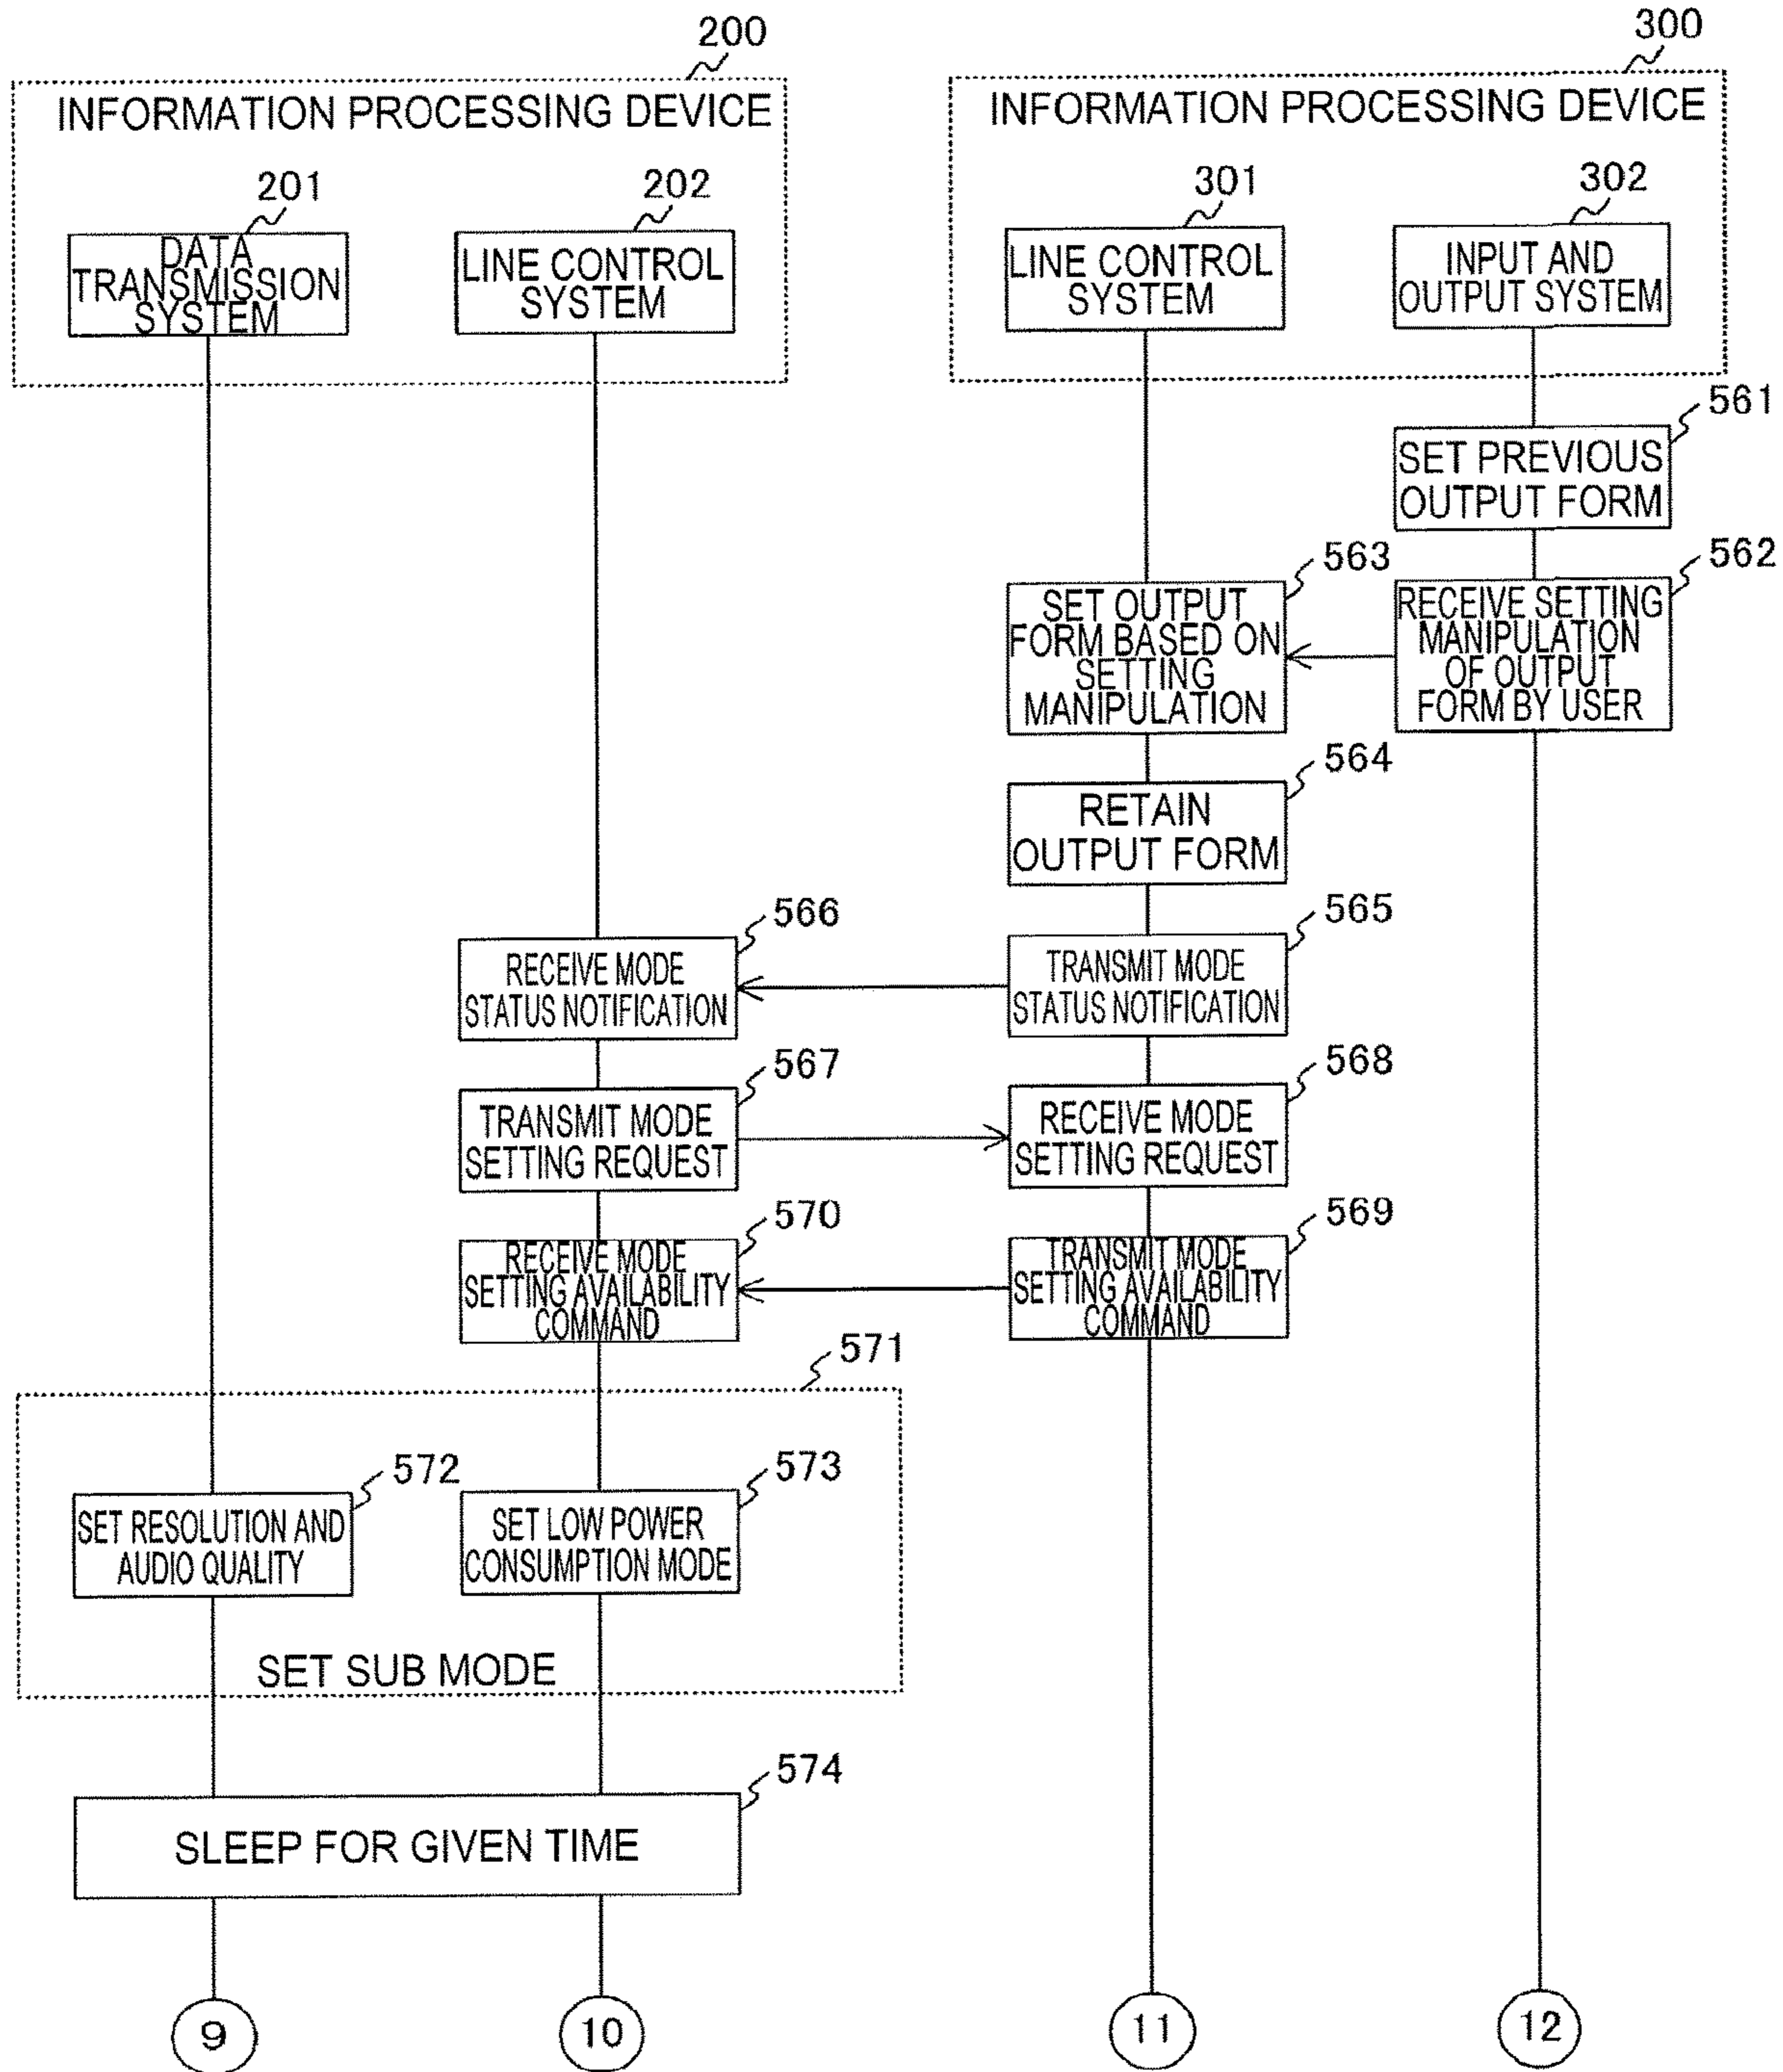 200
300
INFORMATION PROCESSING DEVICE
INFORMATION PROCESSING DEVICE
201
202
301
302
DATA
TRANSMISSION
SYSTEM
LINE CONTROL
SYSTEM
LINE CONTROL
SYSTEM
INPUT AND
OUTPUT SYSTEM
561
SET PREVIOUS
OUTPUT FORM
563
562
SET OUTPUT
FORM BASED ON
SETTING
MANIPULATION
RECEIVE SETTING
MANIPULATION
OF OUTPUT
FORM BY USER
564
RETAIN
OUTPUT FORM
566
565
RECEIVE MODE
STATUS NOTIFICATION
TRANSMIT MODE
STATUS NOTIFICATION
567
568
TRANSMIT MODE
SETTING REQUEST
RECEIVE MODE
SETTING REQUEST
570
569
RECEIVE MODE
SETTING AVAILABILITY
COMMAND
TRANSMIT MODE
SETTING AVAILABILITY
COMMAND
571
572
573
SET RESOLUTION AND
AUDIO QUALITY
SET LOW POWER
CONSUMPTION MODE
SET SUB MODE
574
SLEEP FOR GIVEN TIME
9
10
11
12